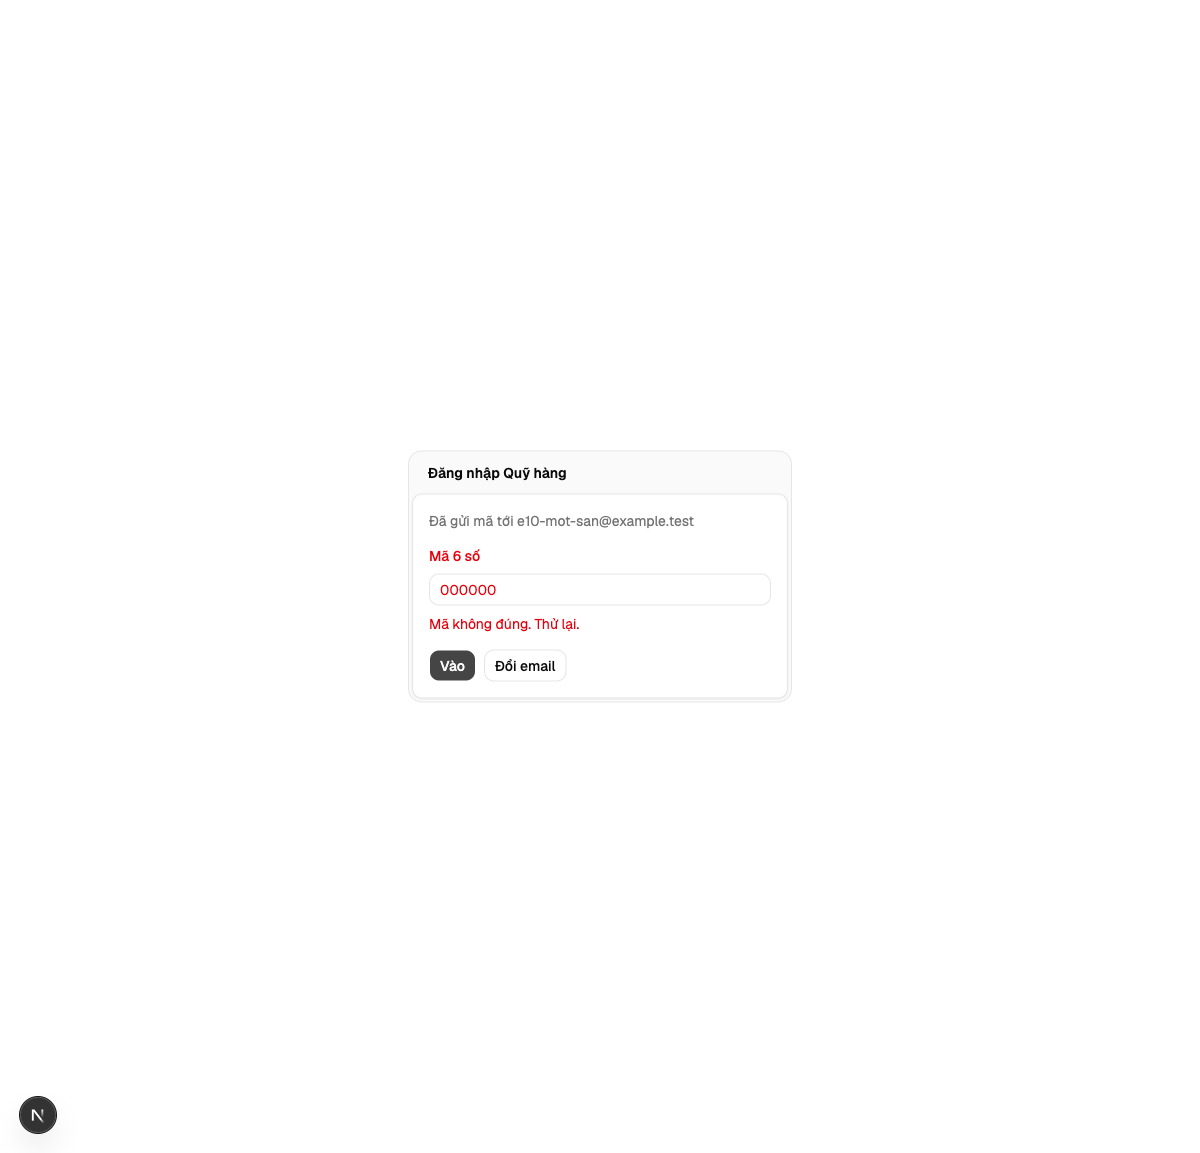 Đăng nhập Quỹ hàng
Đã gửi mã tới e10-mot-san@example.test
Mã 6 số
000000
Mã không đúng. Thử lại.
Vào
Đổi email
N